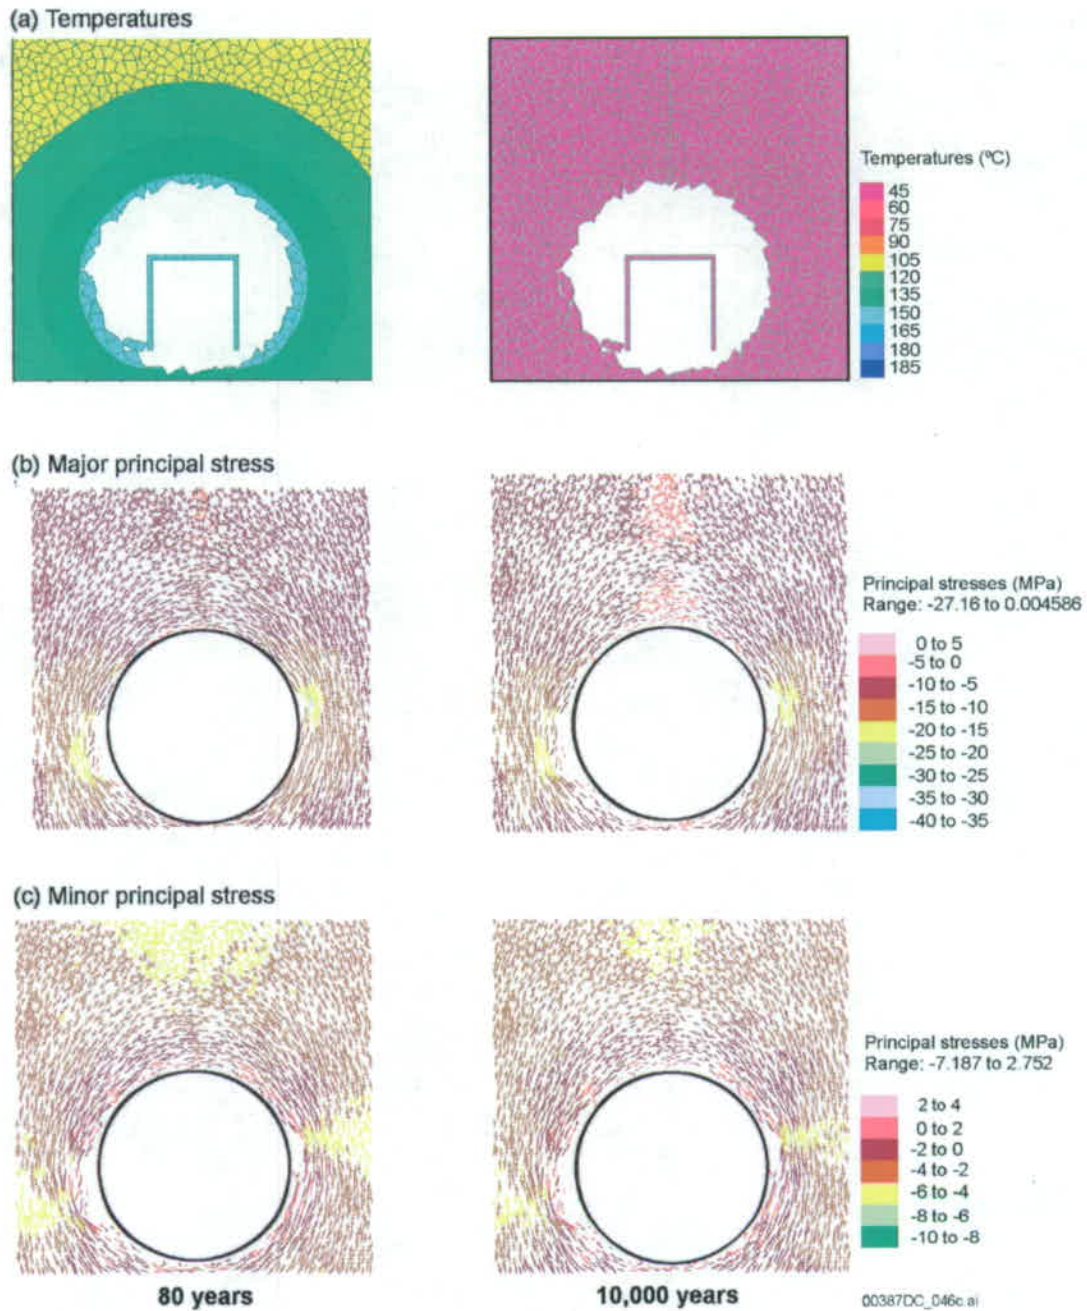 (a) Temperatures
Temperatures (ºC)
45
60
75
90
105
120
135
150
165
180
185
(b) Major principal stress
Principal stresses (MPa)
Range: -27.16 to 0.004586
0 to 5
-5 to 0
-10 to -5
-15 to -10
-20 to -15
-25 to -20
-30 to -25
-35 to -30
-40 to -35
(c) Minor principal stress
Principal stresses (MPa)
Range: -7.187 to 2.752
2 to 4
0 to 2
-2 to 0
-4 to -2
-6 to -4
-8 to -6
-10 to -8
80 years
10,000 years
00387DC_046c.ai